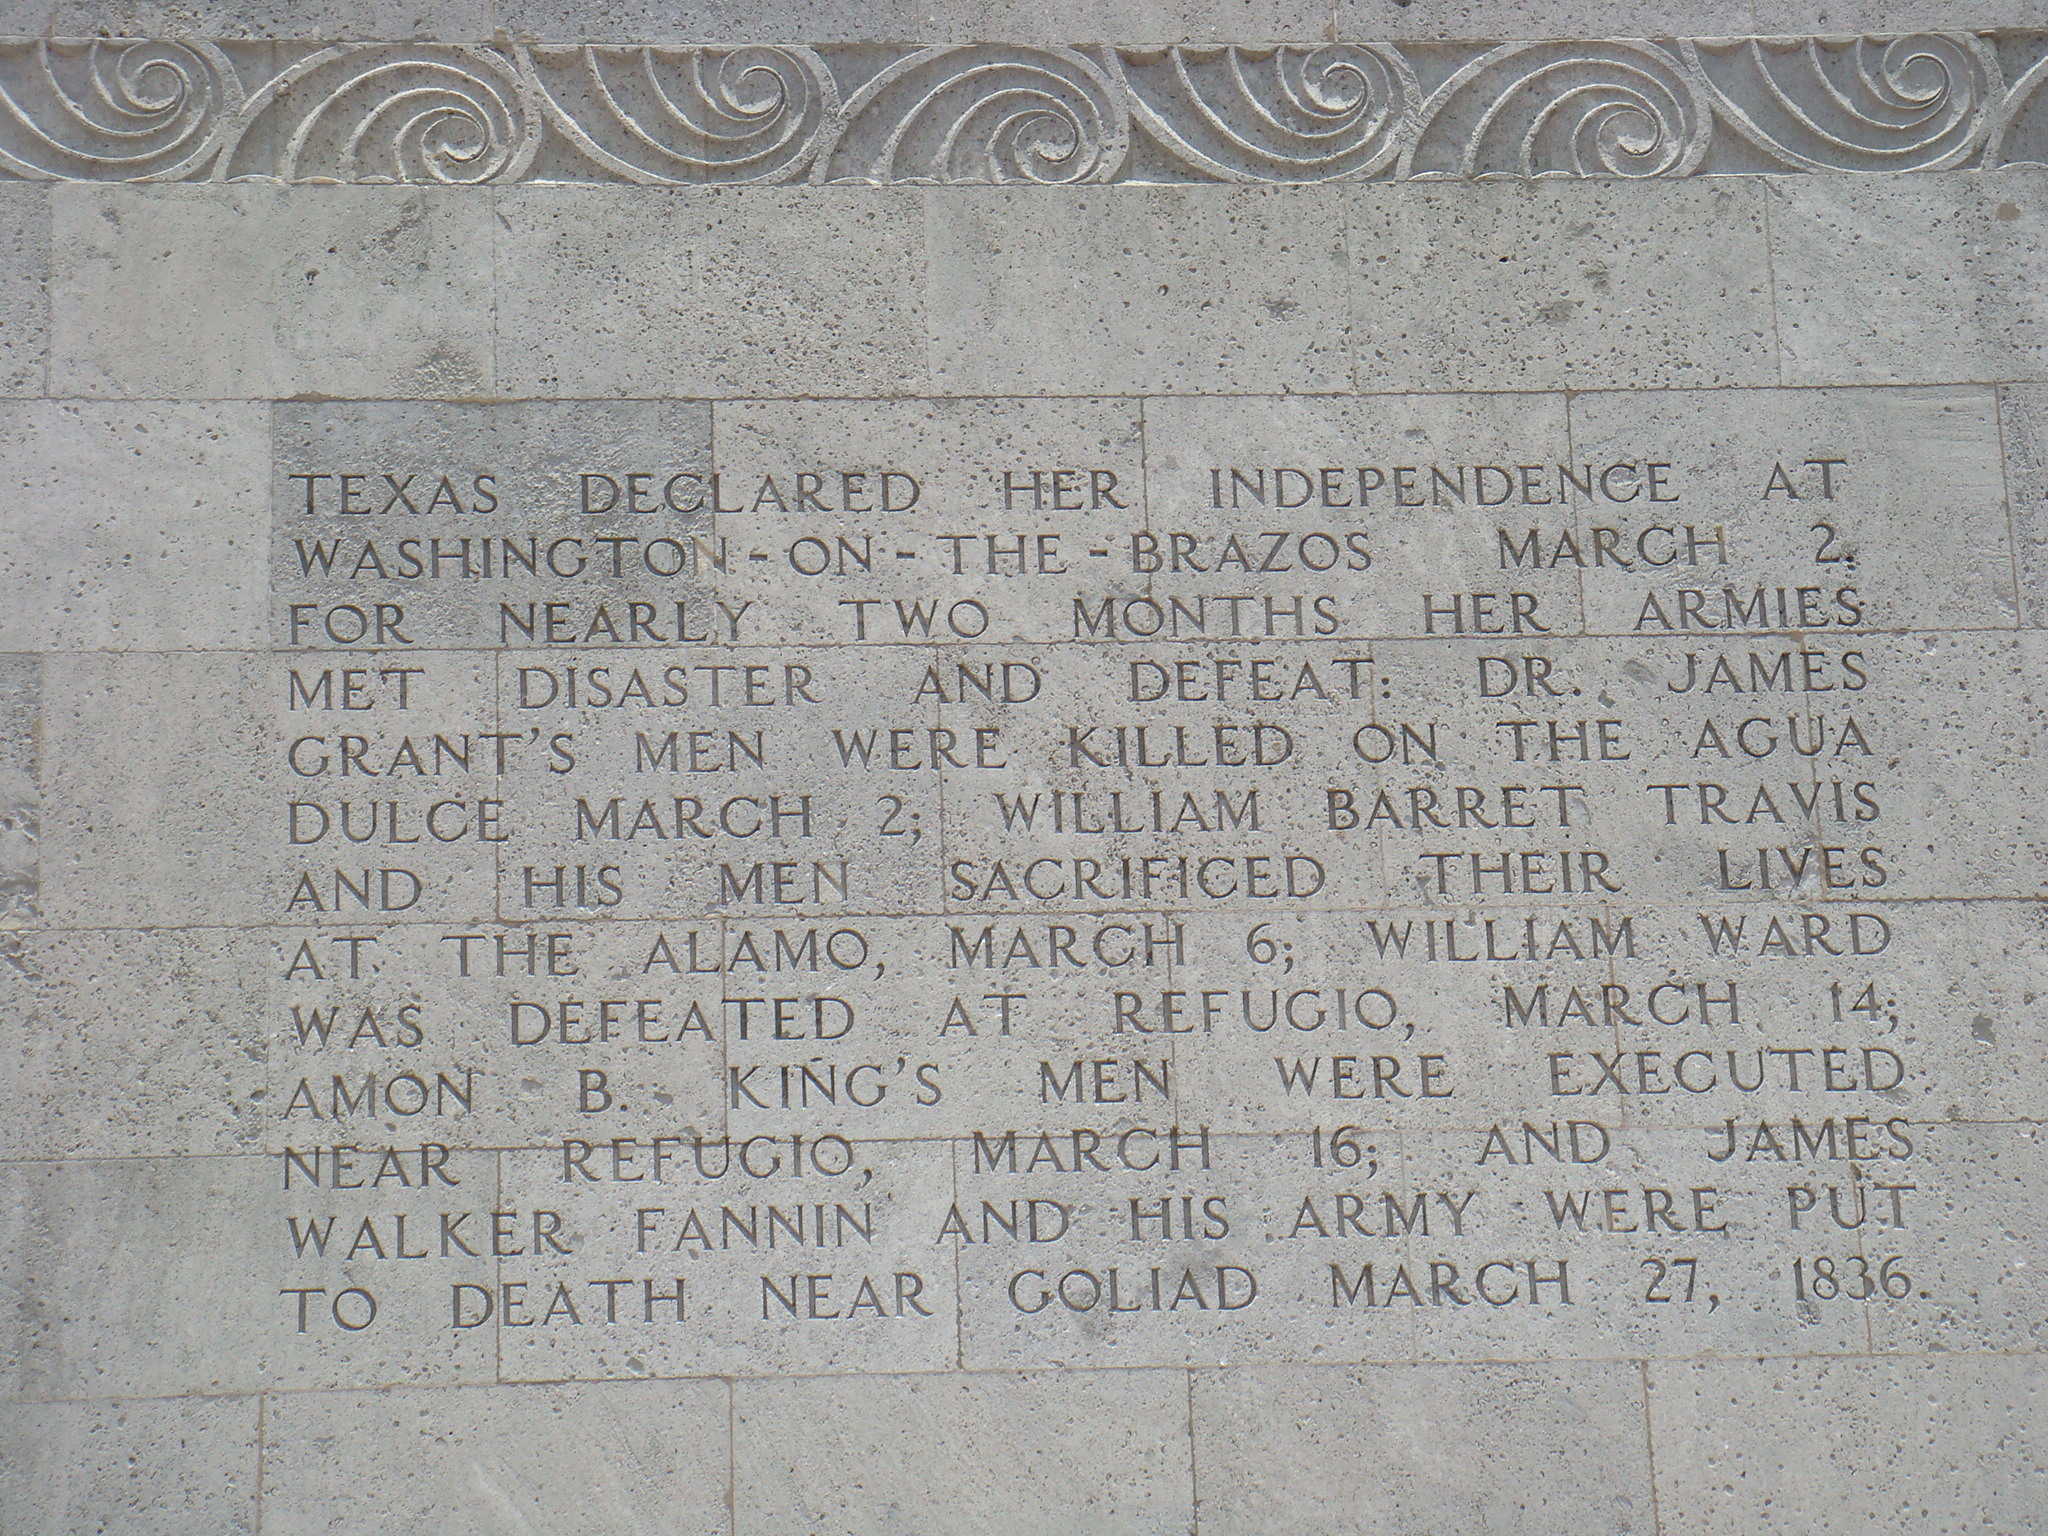 TEXAS DECLARED HER INDEPENDENCE AT
WASHINGTON-ON-THE-BRAZOS MARCH 2.
FOR NEARLY TWO MONTHS HER ARMIES
MET DISASTER AND DEFEAT: DR. JAMES
GRANT'S MEN WERE KILLED ON THE AGUA
DULCE MARCH 2; WILLIAM BARRET TRAVIS
AND HIS MEN SACRIFICED THEIR LIVES
AT THE ALAMO, MARCH 6; WILLIAM WARD
WAS DEFEATED AT REFUGIO, MARCH 14;
AMON B. KING'S MEN WERE EXECUTED
NEAR REFUGIO, MARCH 16; AND JAMES
WALKER FANNIN AND HIS ARMY WERE PUT
TO DEATH NEAR GOLIAD MARCH 27, 1836.